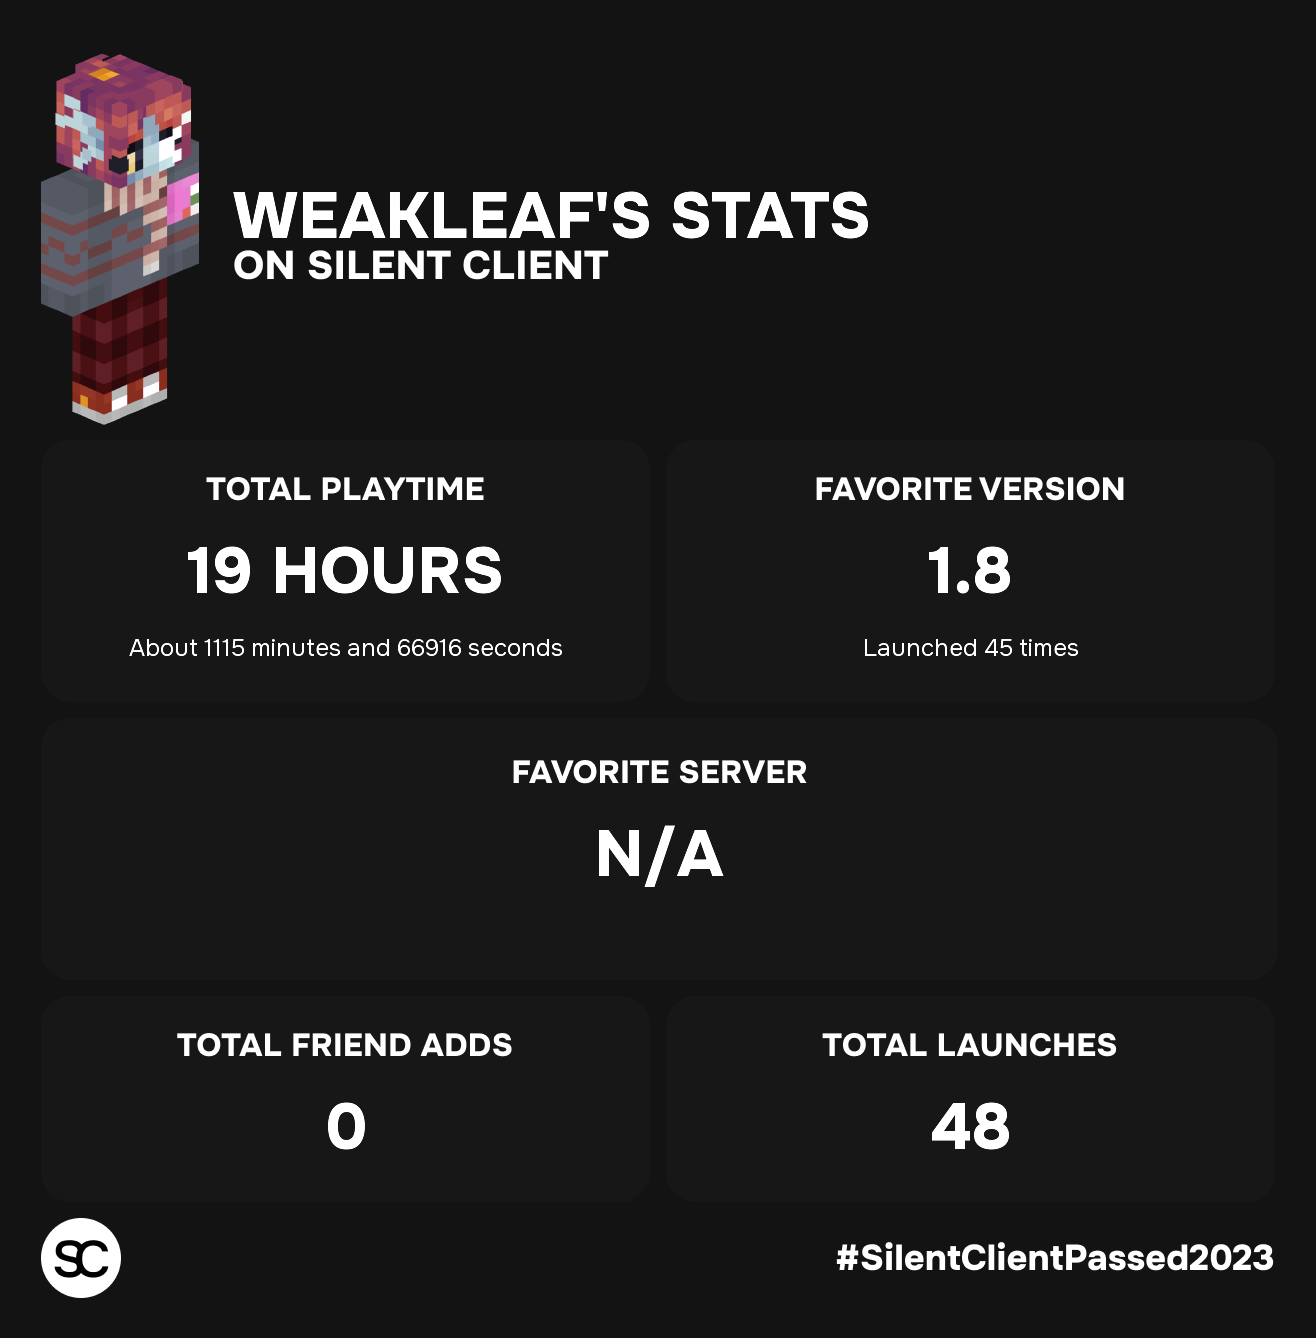 WEAKLEAF'S STATS
ON SILENT CLIENT
TOTAL PLAYTIME
19 HOURS
About 1115 minutes and 66916 seconds
FAVORITE VERSION
1.8
Launched 45 times
FAVORITE SERVER
N/A
TOTAL FRIEND ADDS
0
TOTAL LAUNCHES
48
SC
#SilentClientPassed2023